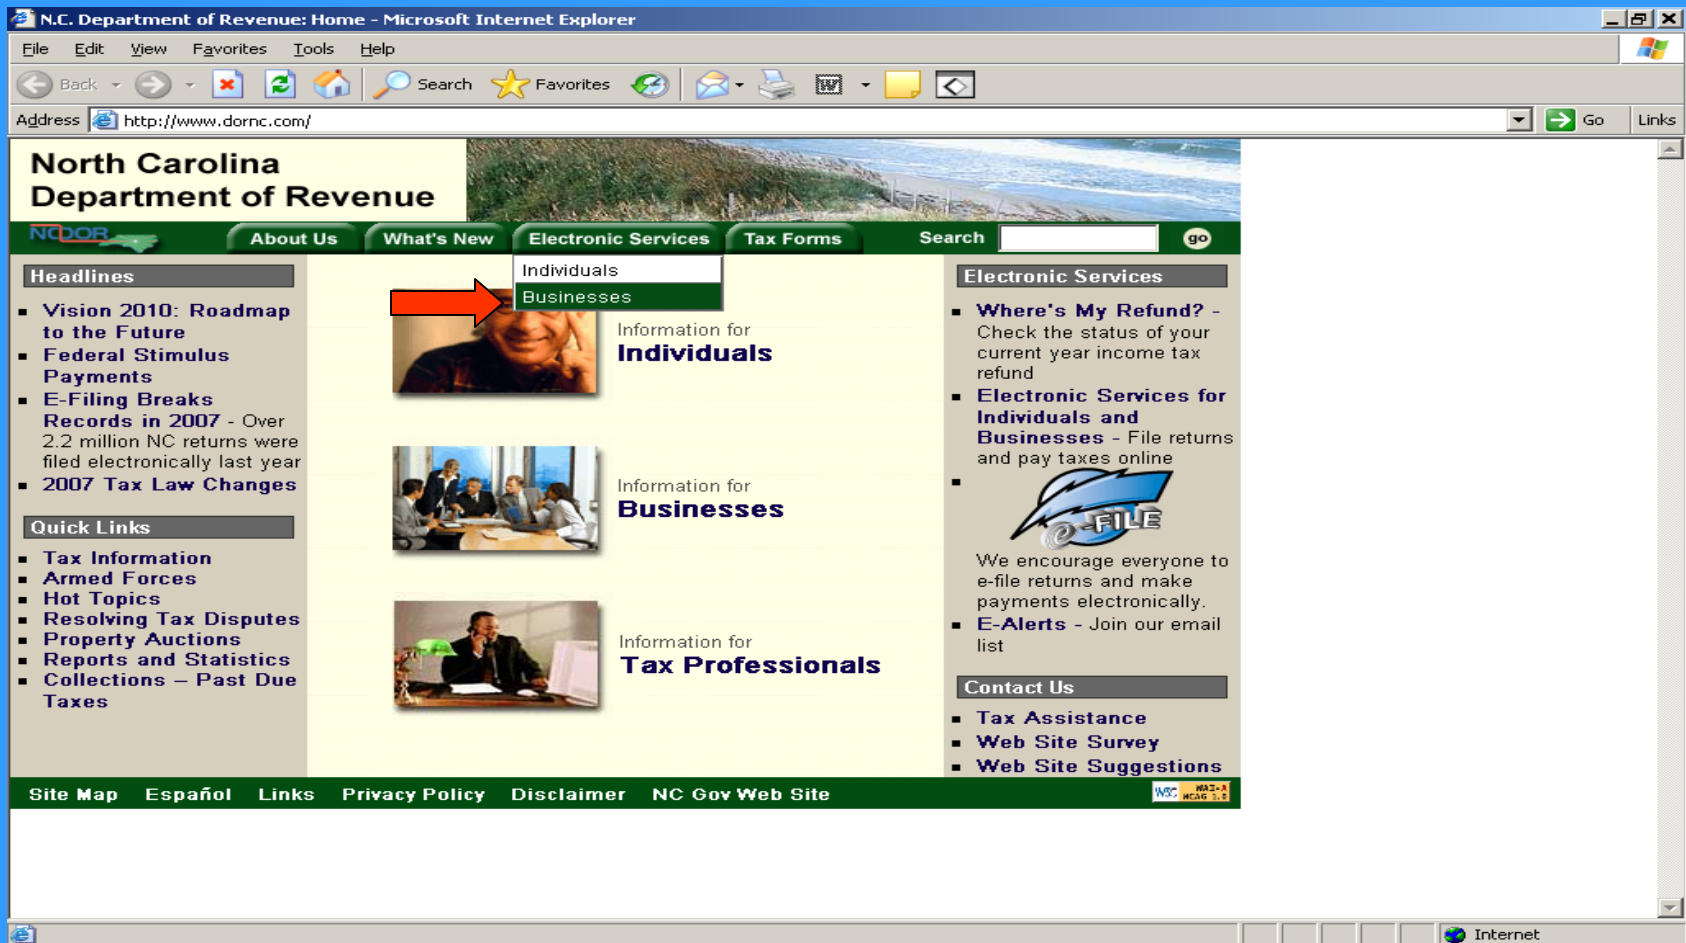 N.C. Department of Revenue: Home - Microsoft Internet Explorer
File Edit View Favorites Tools Help
Back Search Favorites
Address http://www.dornc.com/ Go Links
North Carolina
Department of Revenue
NCDOR About Us What's New Electronic Services Tax Forms Search go
Individuals
Businesses
Headlines
Vision 2010: Roadmap
to the Future
Federal Stimulus
Payments
E-Filing Breaks
Records in 2007 - Over
2.2 million NC returns were
filed electronically last year
2007 Tax Law Changes
Quick Links
Tax Information
Armed Forces
Hot Topics
Resolving Tax Disputes
Property Auctions
Reports and Statistics
Collections – Past Due
Taxes
Information for
Individuals
Information for
Businesses
Information for
Tax Professionals
Electronic Services
Where's My Refund? -
Check the status of your
current year income tax
refund
Electronic Services for
Individuals and
Businesses - File returns
and pay taxes online
e-FILE
We encourage everyone to
e-file returns and make
payments electronically.
E-Alerts - Join our email
list
Contact Us
Tax Assistance
Web Site Survey
Web Site Suggestions
Site Map Español Links Privacy Policy Disclaimer NC Gov Web Site W3C WAI-A WCAG 1.0
Internet